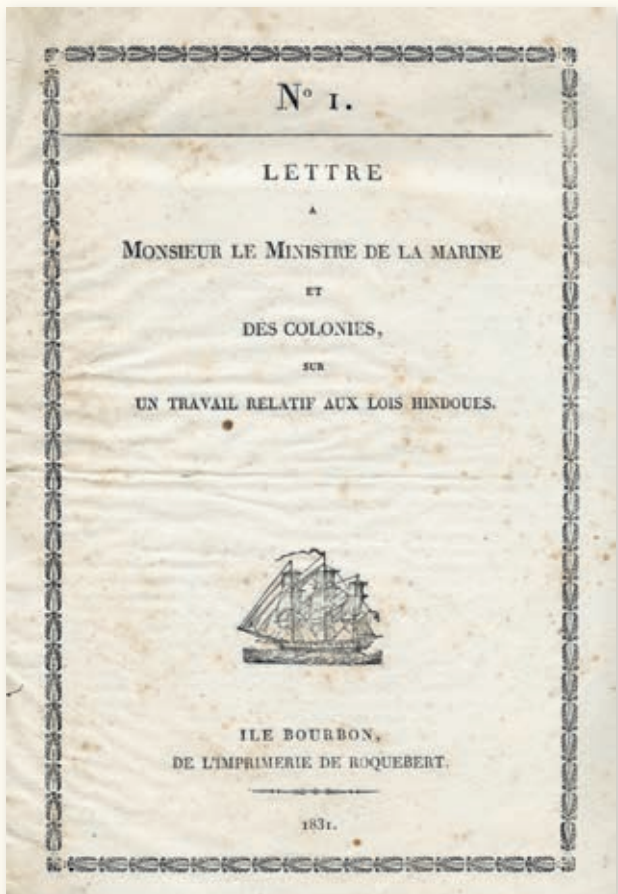 Nº 1.
LETTRE
A
MONSIEUR LE MINISTRE DE LA MARINE
ET
DES COLONIES,
SUR
UN TRAVAIL RELATIF AUX LOIS HINDOUES.
ILE BOURBON,
DE L'IMPRIMERIE DE ROQUEBERT.
1831.